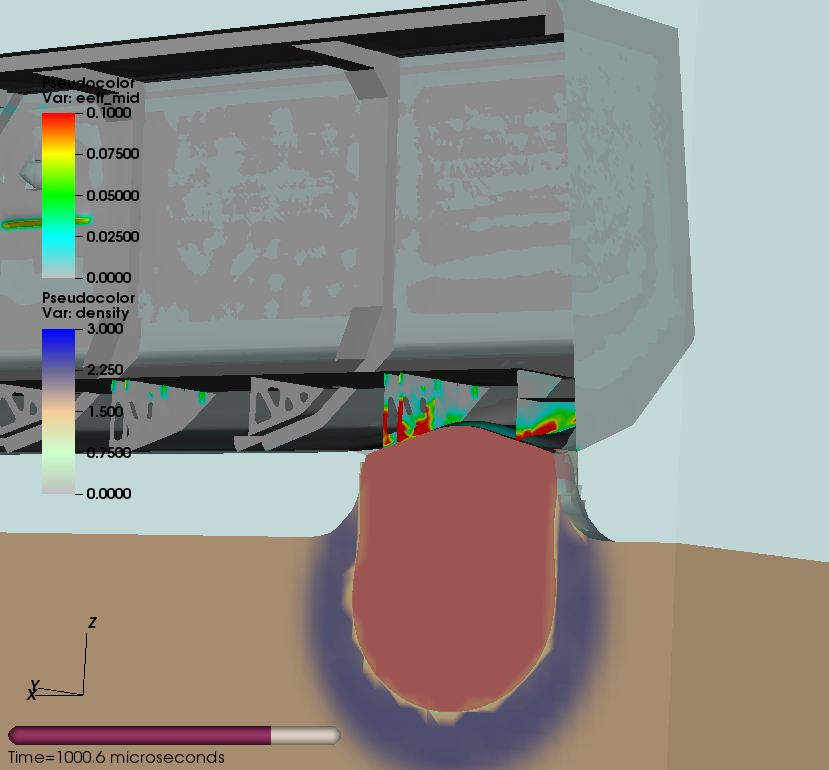 Pseudocolor
Var: eeff_mid
0.1000
0.07500
0.05000
0.02500
0.0000
Pseudocolor
Var: density
3.000
2.250
1.500
0.7500
0.0000
Z
Y
X
Time=1000.6 microseconds